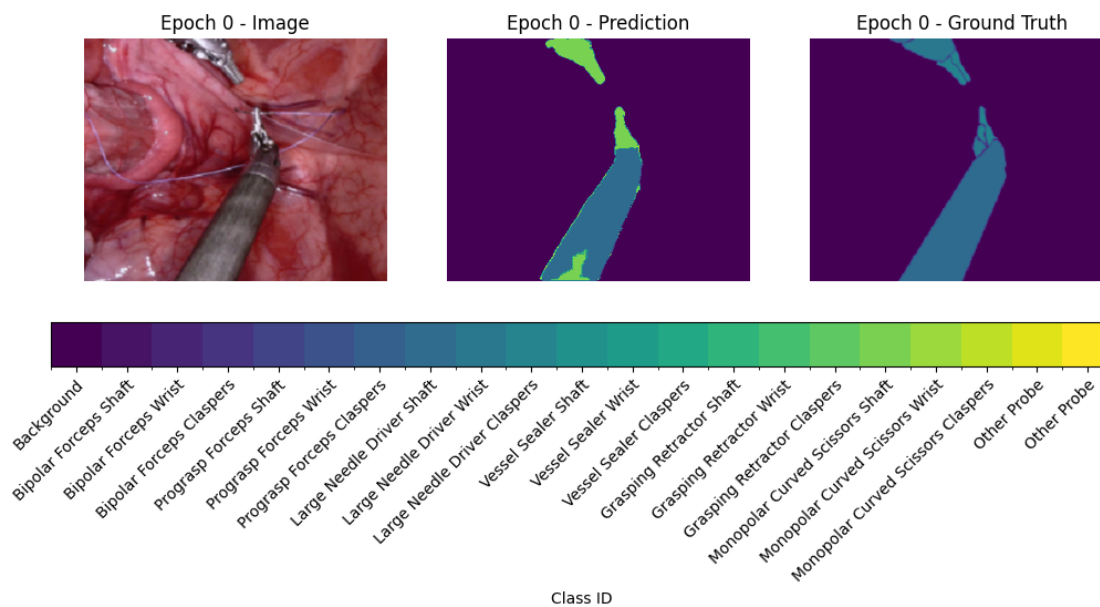 Epoch 0 - Image
Epoch 0 - Prediction
Epoch 0 - Ground Truth
Background
Bipolar Forceps Shaft
Bipolar Forceps Wrist
Bipolar Forceps Claspers
Prograsp Forceps Shaft
Prograsp Forceps Wrist
Prograsp Forceps Claspers
Large Needle Driver Shaft
Large Needle Driver Wrist
Large Needle Driver Claspers
Vessel Sealer Shaft
Vessel Sealer Wrist
Vessel Sealer Claspers
Grasping Retractor Shaft
Grasping Retractor Wrist
Grasping Retractor Claspers
Monopolar Curved Scissors Shaft
Monopolar Curved Scissors Wrist
Monopolar Curved Scissors Claspers
Other Probe
Other Probe
Class ID